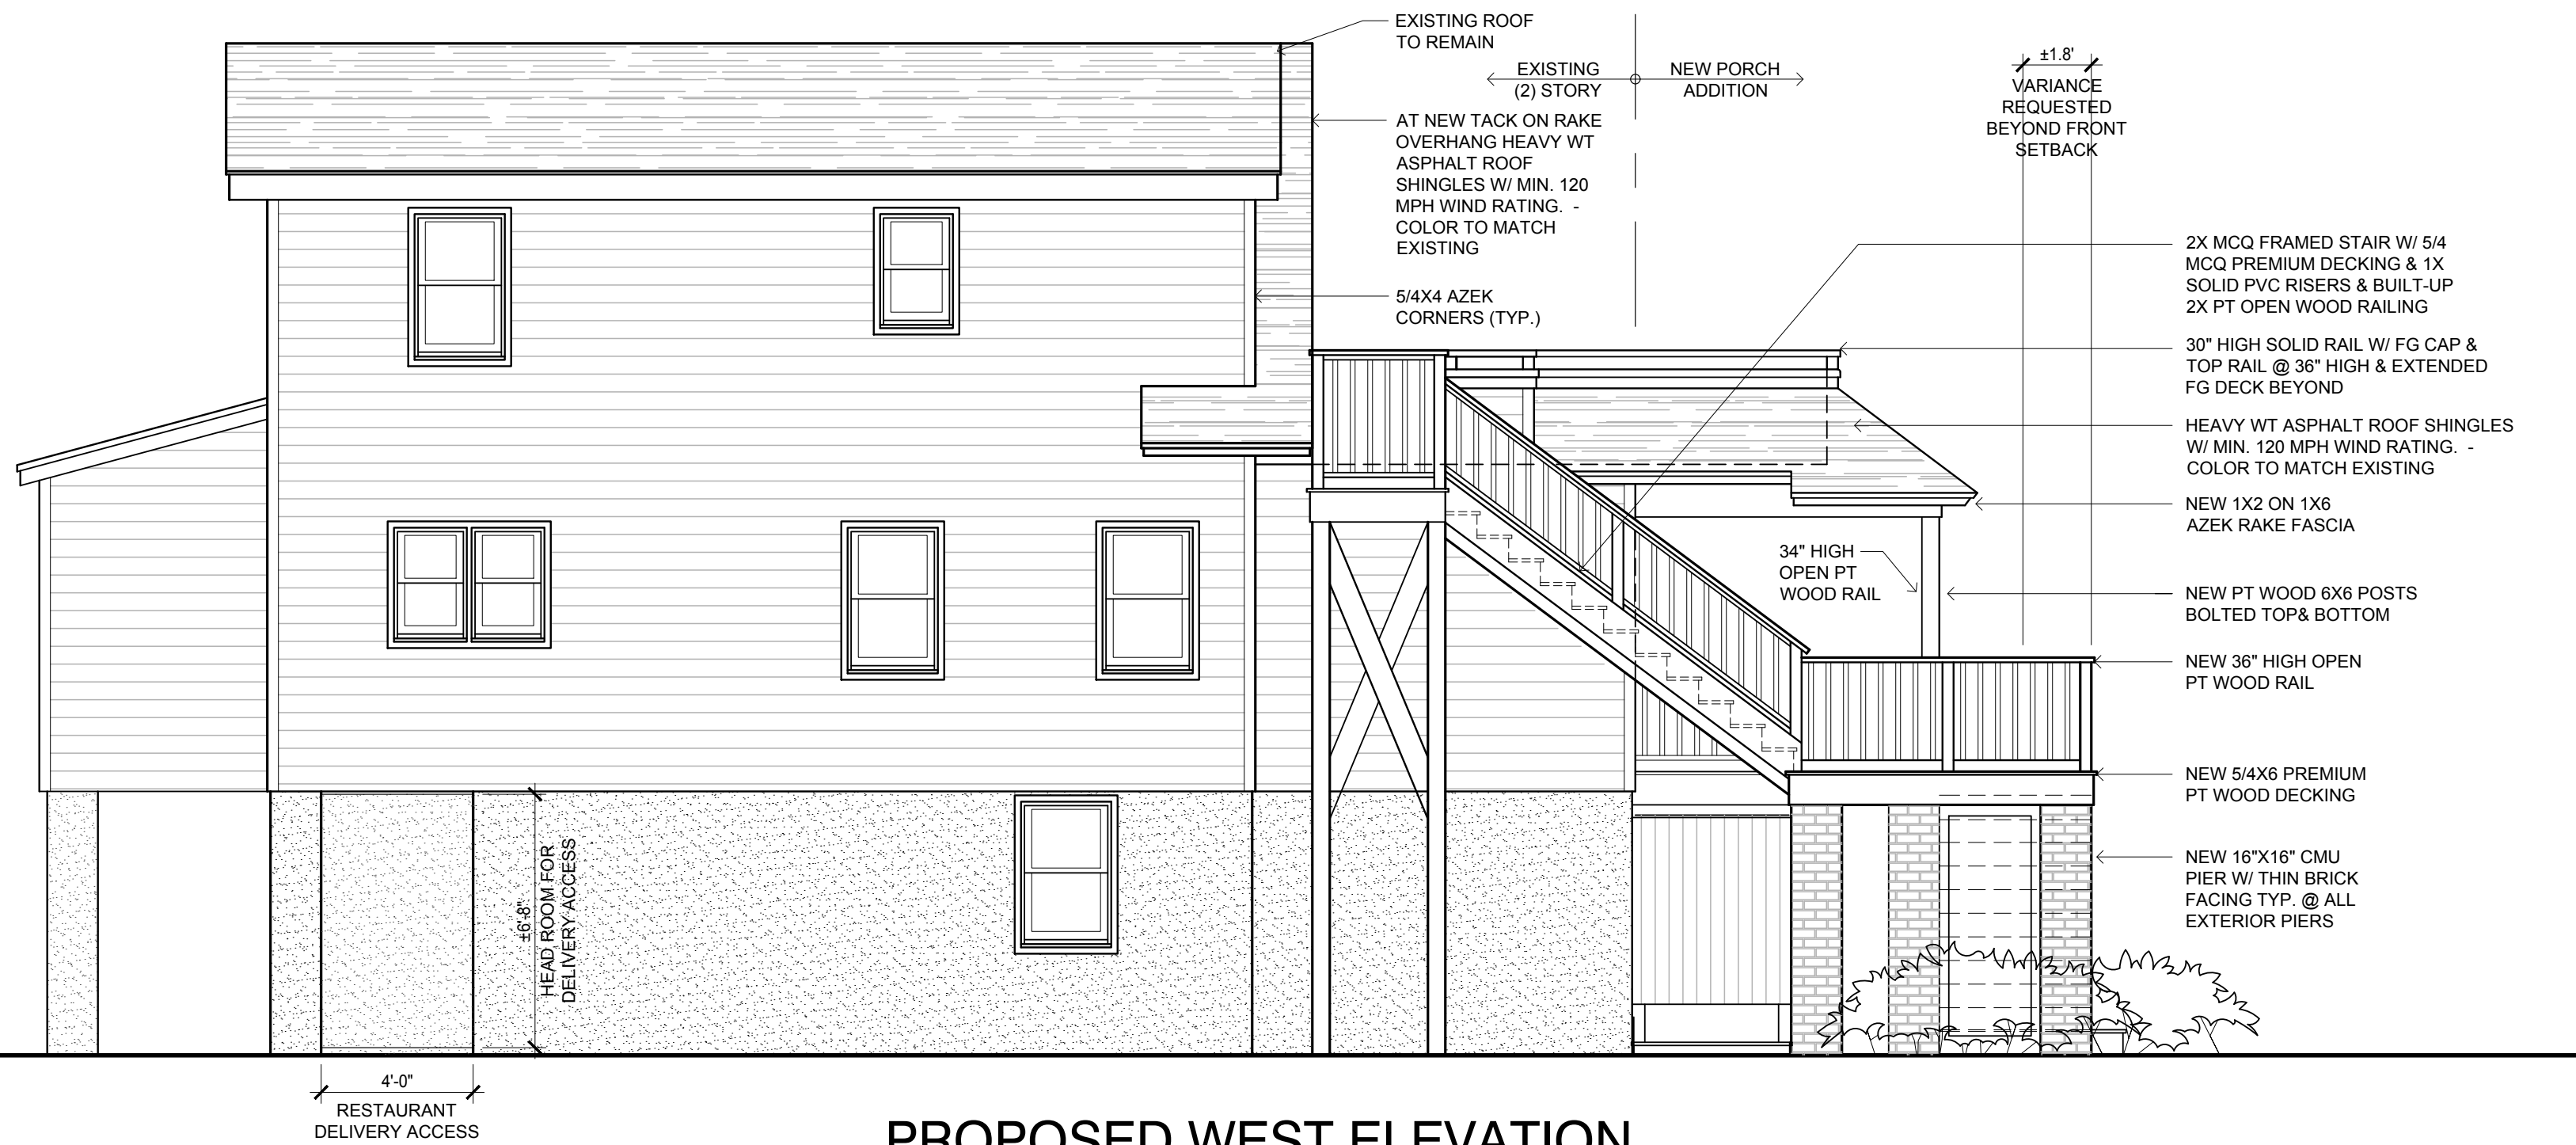 EXISTING ROOF
TO REMAIN
EXISTING
(2) STORY
NEW PORCH
ADDITION
±1.8'
VARIANCE
REQUESTED
BEYOND FRONT
SETBACK
AT NEW TACK ON RAKE
OVERHANG HEAVY WT
ASPHALT ROOF
SHINGLES W/ MIN. 120
MPH WIND RATING.  -
COLOR TO MATCH
EXISTING
5/4X4 AZEK
CORNERS (TYP.)
2X MCQ FRAMED STAIR W/ 5/4
MCQ PREMIUM DECKING & 1X
SOLID PVC RISERS & BUILT-UP
2X PT OPEN WOOD RAILING
30" HIGH SOLID RAIL W/ FG CAP &
TOP RAIL @ 36" HIGH & EXTENDED
FG DECK BEYOND
HEAVY WT ASPHALT ROOF SHINGLES
W/ MIN. 120 MPH WIND RATING.  -
COLOR TO MATCH EXISTING
NEW 1X2 ON 1X6
AZEK RAKE FASCIA
34" HIGH
OPEN PT
WOOD RAIL
NEW PT WOOD 6X6 POSTS
BOLTED TOP& BOTTOM
NEW 36" HIGH OPEN
PT WOOD RAIL
NEW 5/4X6 PREMIUM
PT WOOD DECKING
NEW 16"X16" CMU
PIER W/ THIN BRICK
FACING TYP. @ ALL
EXTERIOR PIERS
±6'-8"
HEAD ROOM FOR
DELIVERY ACCESS
4'-0"
RESTAURANT
DELIVERY ACCESS
PROPOSED WEST ELEVATION